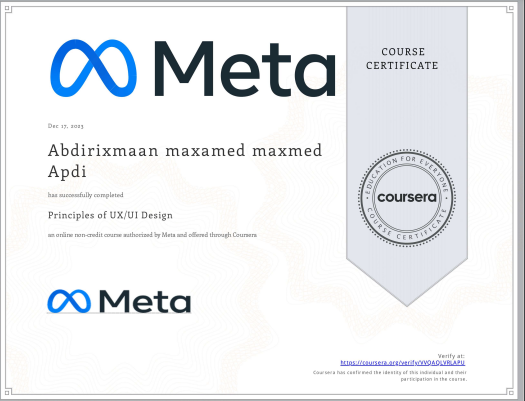 Meta
COURSE
CERTIFICATE
Dec 17, 2023
Abdirixmaan maxamed maxmed
Apdi
has successfully completed
Principles of UX/UI Design
an online non-credit course authorized by Meta and offered through Coursera
EDUCATION FOR EVERYONE
coursera
COURSE CERTIFICATE
Meta
Verify at:
https://coursera.org/verify/VVQAQLVRLAPU
Coursera has confirmed the identity of this individual and their
participation in the course.